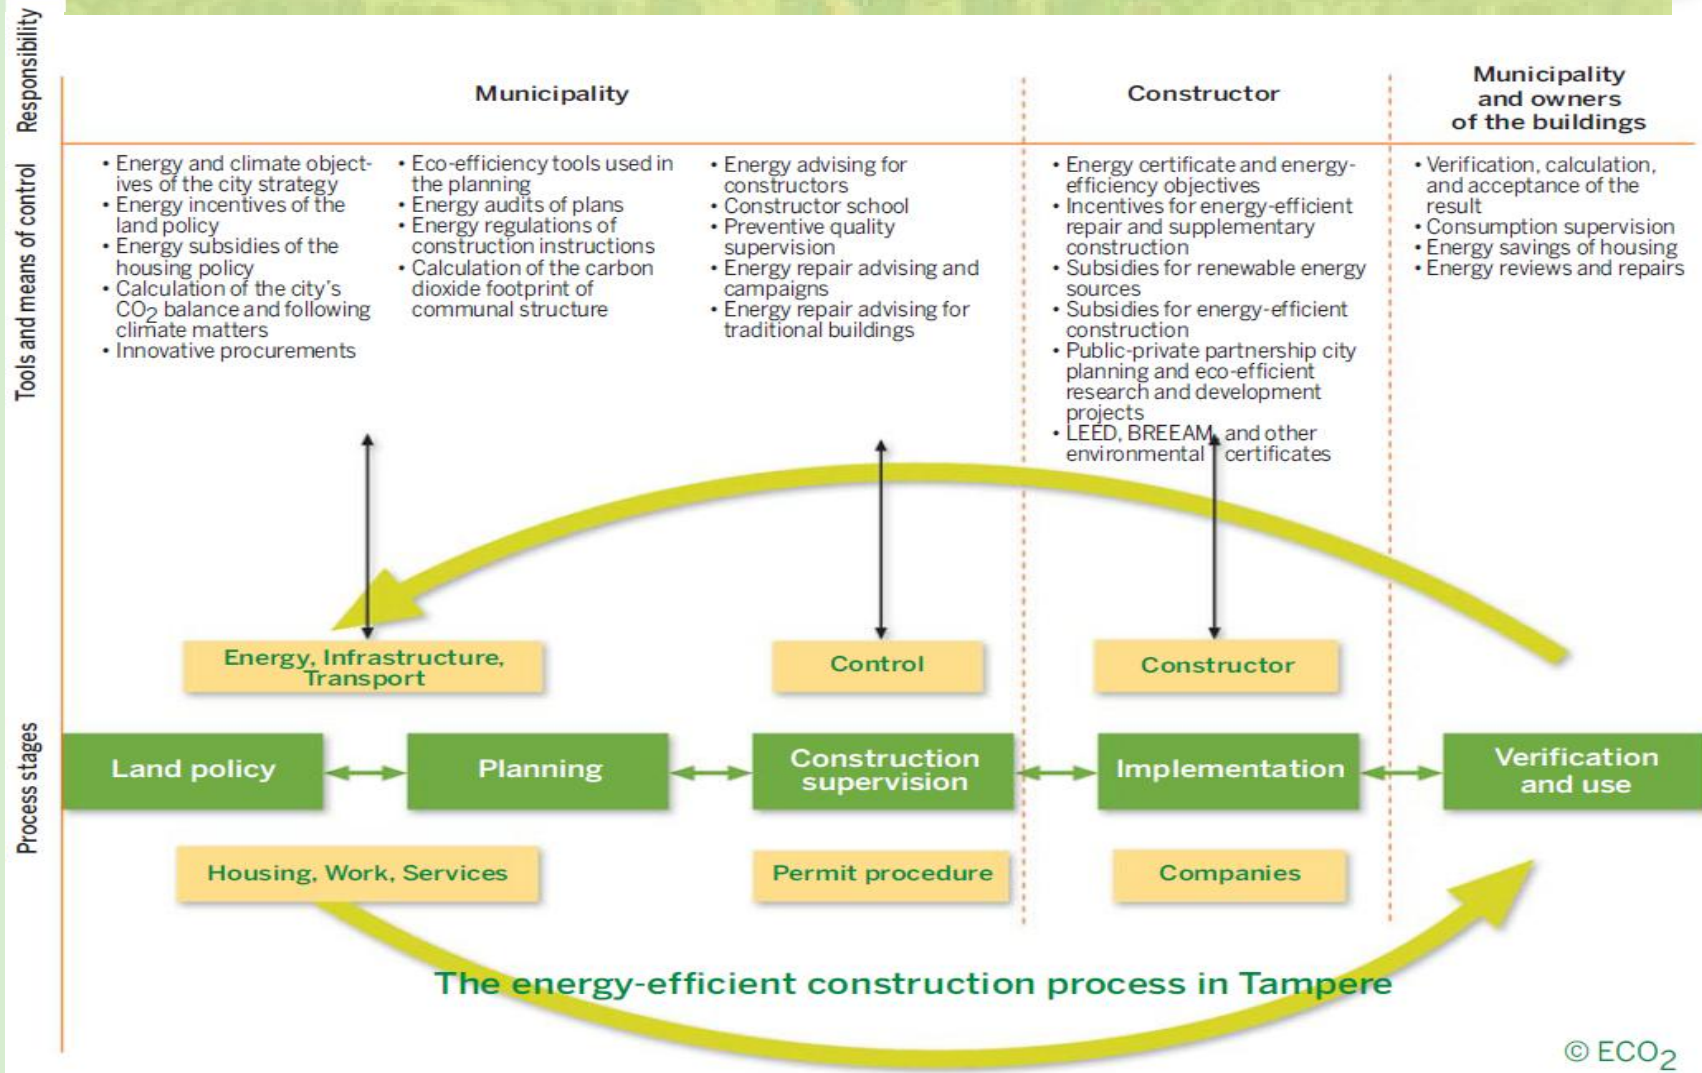 Responsibility
Municipality
Constructor
Municipality
and owners
of the buildings
Tools and means of control
• Energy and climate object-
ives of the city strategy
• Energy incentives of the
land policy
• Energy subsidies of the
housing policy
• Calculation of the city's
CO2 balance and following
climate matters
• Innovative procurements
• Eco-efficiency tools used in
the planning
• Energy audits of plans
• Energy regulations of
construction instructions
• Calculation of the carbon
dioxide footprint of
communal structure
• Energy advising for
constructors
• Constructor school
• Preventive quality
supervision
• Energy repair advising and
campaigns
• Energy repair advising for
traditional buildings
• Energy certificate and energy-
efficiency objectives
• Incentives for energy-efficient
repair and supplementary
construction
• Subsidies for renewable energy
sources
• Subsidies for energy-efficient
construction
• Public-private partnership city
planning and eco-efficient
research and development
projects
• LEED, BREEAM, and other
environmental certificates
• Verification, calculation,
and acceptance of the
result
• Consumption supervision
• Energy savings of housing
• Energy reviews and repairs
Process stages
Energy, Infrastructure,
Transport
Control
Constructor
Land policy
Planning
Construction
supervision
Implementation
Verification
and use
Housing, Work, Services
Permit procedure
Companies
The energy-efficient construction process in Tampere
© ECO2